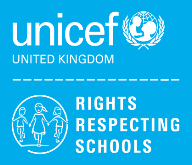 unicef
UNITED KINGDOM
RIGHTS
RESPECTING
SCHOOLS